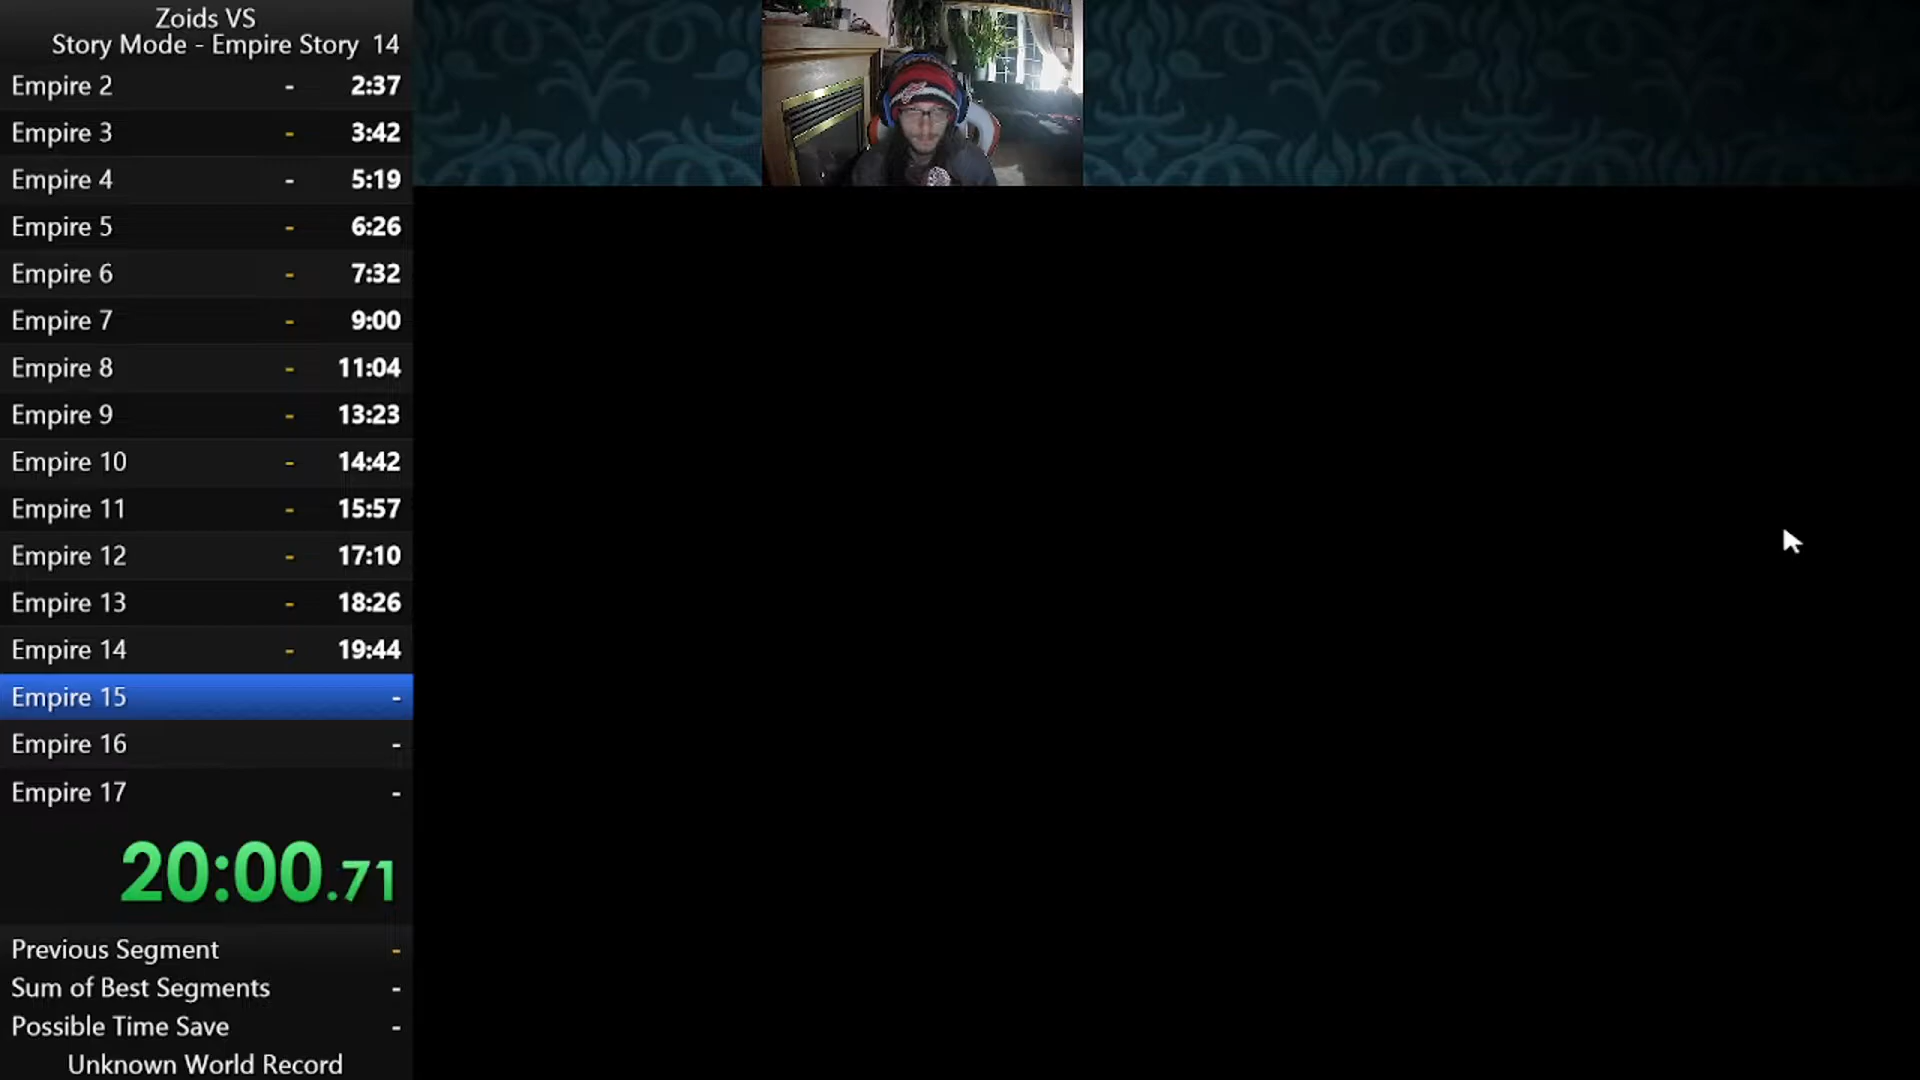 Zoids VS
Story Mode - Empire Story 14
Empire 2 - 2:37
Empire 3 - 3:42
Empire 4 - 5:19
Empire 5 - 6:26
Empire 6 - 7:32
Empire 7 - 9:00
Empire 8 - 11:04
Empire 9 - 13:23
Empire 10 - 14:42
Empire 11 - 15:57
Empire 12 - 17:10
Empire 13 - 18:26
Empire 14 - 19:44
Empire 15 -
Empire 16 -
Empire 17 -
20:00.71
Previous Segment -
Sum of Best Segments -
Possible Time Save -
Unknown World Record